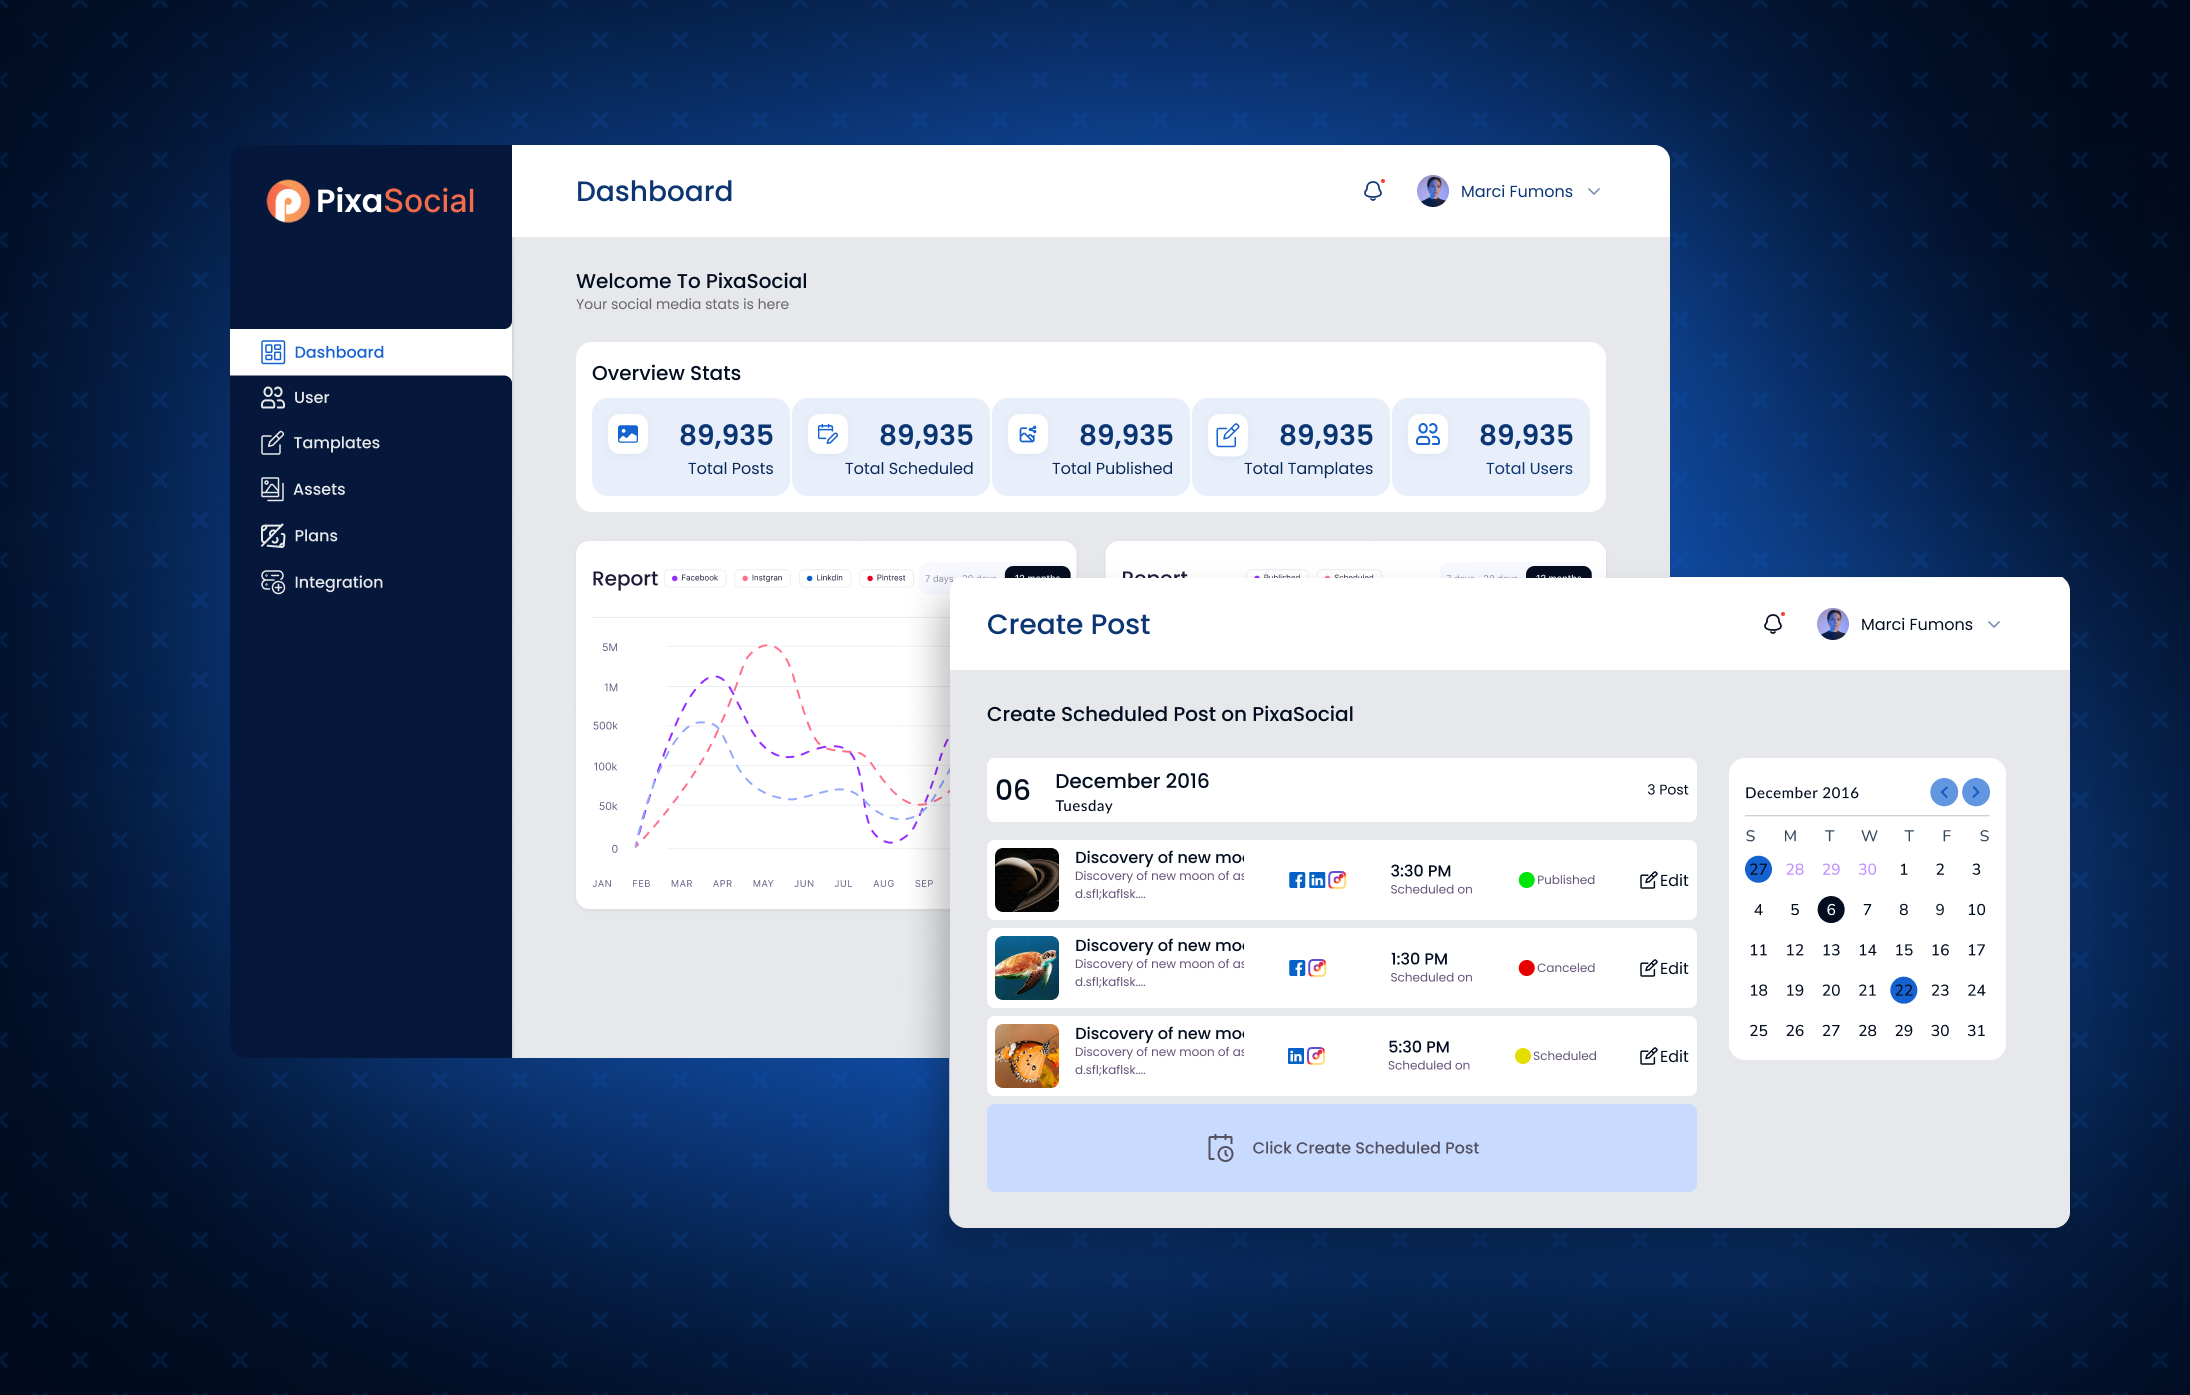 PixaSocial
Dashboard
User
Tamplates
Assets
Plans
Integration
Dashboard
Marci Fumons
Welcome To PixaSocial
Your social media stats is here
Overview Stats
89,935
Total Posts
89,935
Total Scheduled
89,935
Total Published
89,935
Total Tamplates
89,935
Total Users
Report
Facebook
Instgran
Linkdin
Pintrest
7 days
12 months
Report
Published
Scheduled
12 months
5M
1M
500k
100k
50k
0
JAN FEB MAR APR MAY JUN JUL AUG SEP
Create Post
Marci Fumons
Create Scheduled Post on PixaSocial
06
December 2016
Tuesday
3 Post
Discovery of new moo
Discovery of new moon of as
d.sfl;kaflsk....
3:30 PM
Scheduled on
Published
Edit
Discovery of new moo
Discovery of new moon of as
d.sfl;kaflsk....
1:30 PM
Scheduled on
Canceled
Edit
Discovery of new moo
Discovery of new moon of as
d.sfl;kaflsk....
5:30 PM
Scheduled on
Scheduled
Edit
Click Create Scheduled Post
December 2016
S M T W T F S
27 28 29 30 1 2 3
4 5 6 7 8 9 10
11 12 13 14 15 16 17
18 19 20 21 22 23 24
25 26 27 28 29 30 31